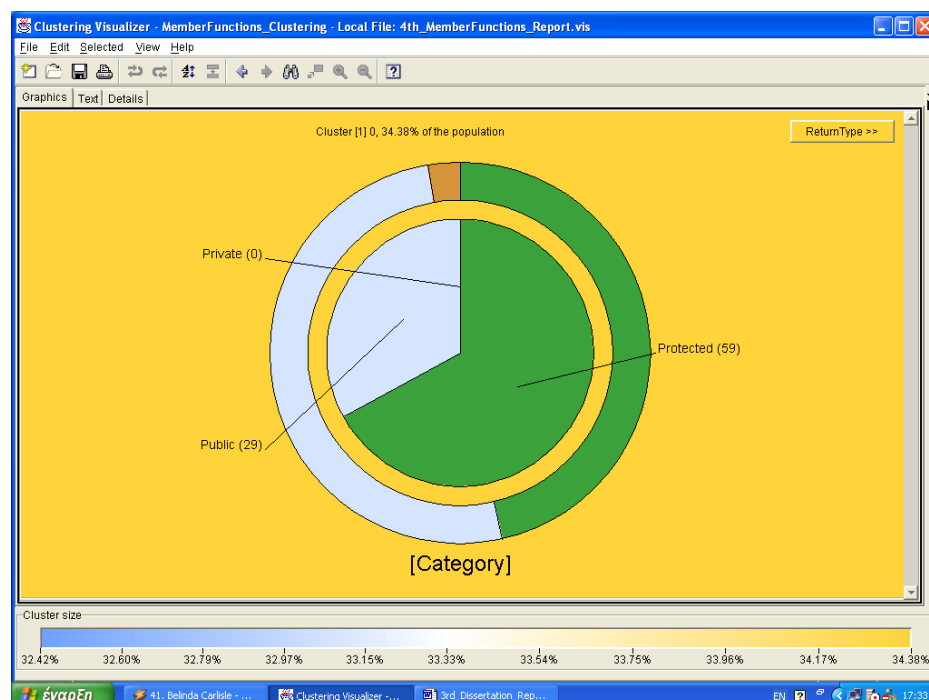 Clustering Visualizer - MemberFunctions_Clustering - Local File: 4th_MemberFunctions_Report.vis
File Edit Selected View Help
Graphics Text Details
Cluster [1] 0, 34.38% of the population
ReturnType >>
Private (0)
Protected (59)
Public (29)
[Category]
Cluster size
32.42% 32.60% 32.79% 32.97% 33.15% 33.33% 33.54% 33.75% 33.96% 34.17% 34.38%
έναρξη 41. Belinda Carlisle - ... Clustering Visualizer -... 3rd_Dissertation_Rep... EN 17:33